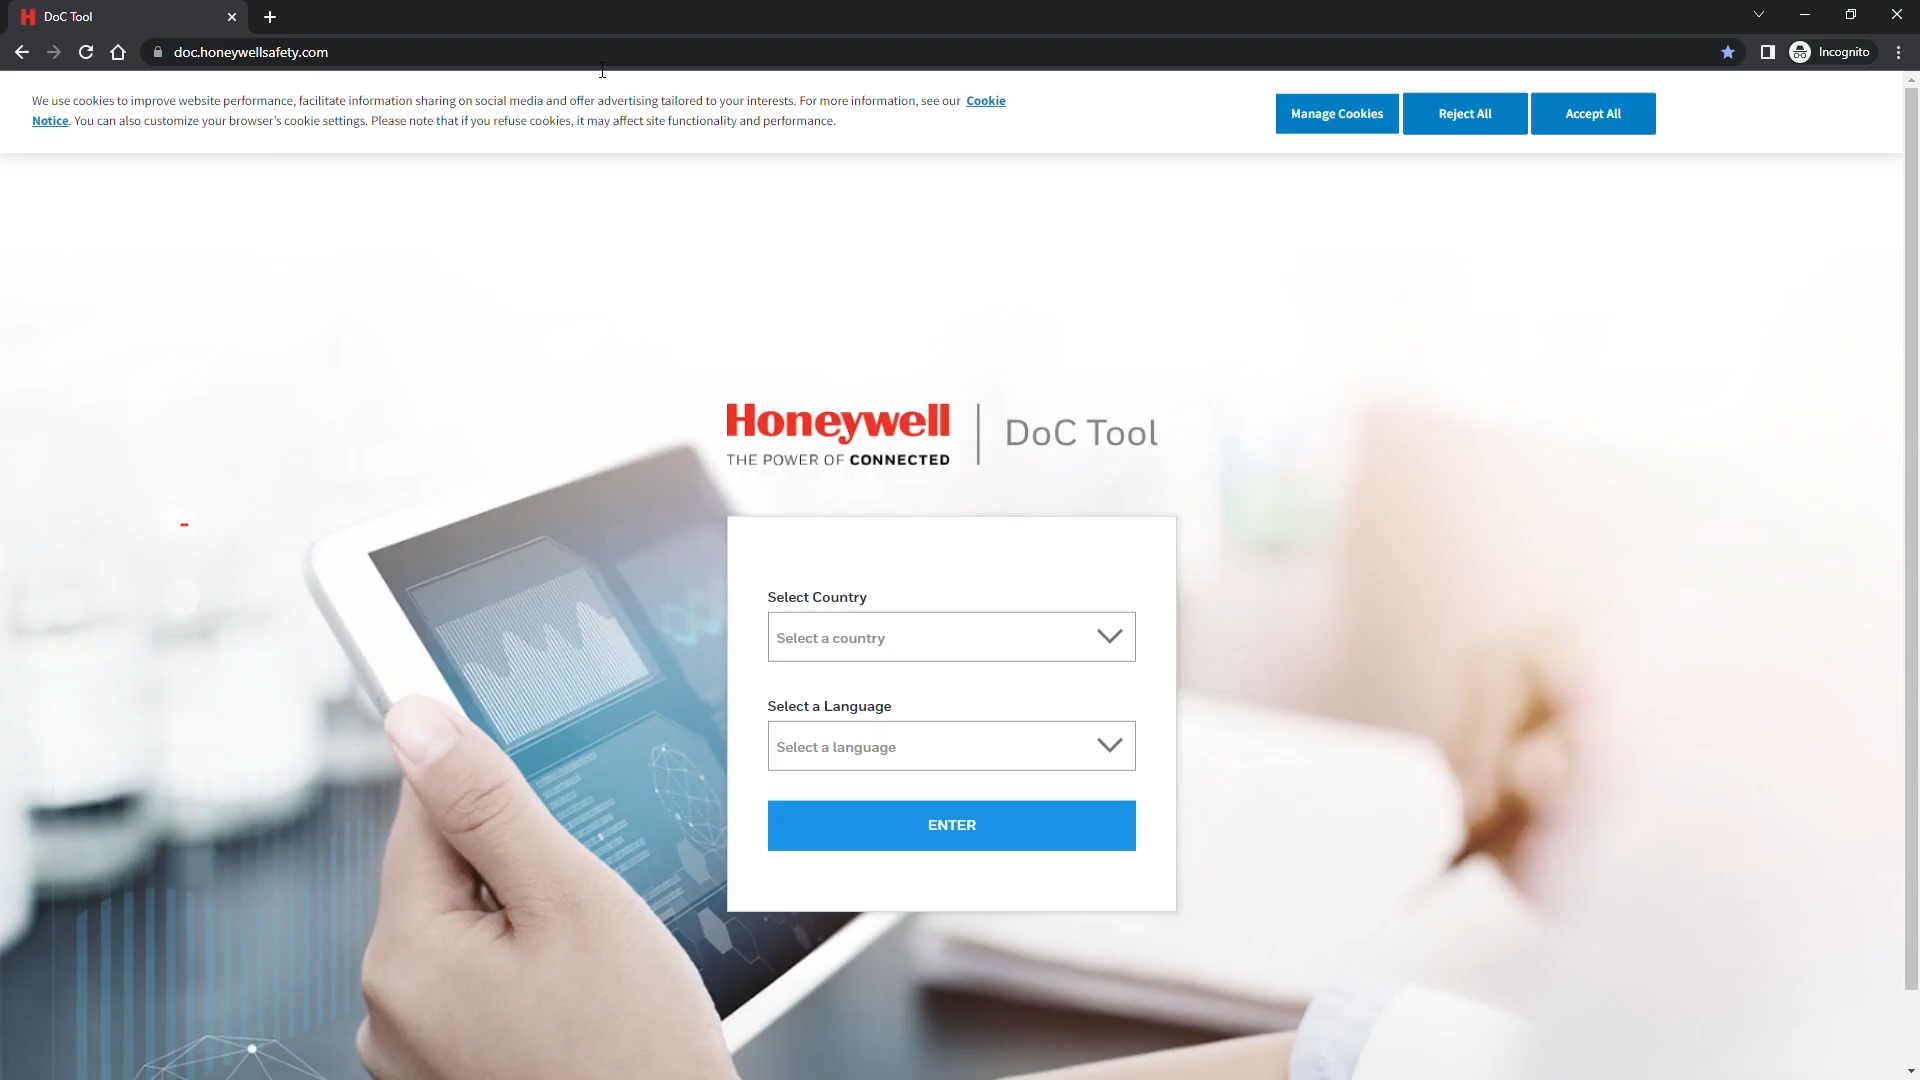 DoC Tool
doc.honeywellsafety.com
Incognito
We use cookies to improve website performance, facilitate information sharing on social media and offer advertising tailored to your interests. For more information, see our Cookie
Notice. You can also customize your browser's cookie settings. Please note that if you refuse cookies, it may affect site functionality and performance.
Manage Cookies
Reject All
Accept All
Honeywell
THE POWER OF CONNECTED
DoC Tool
Select Country
Select a country
Select a Language
Select a language
ENTER